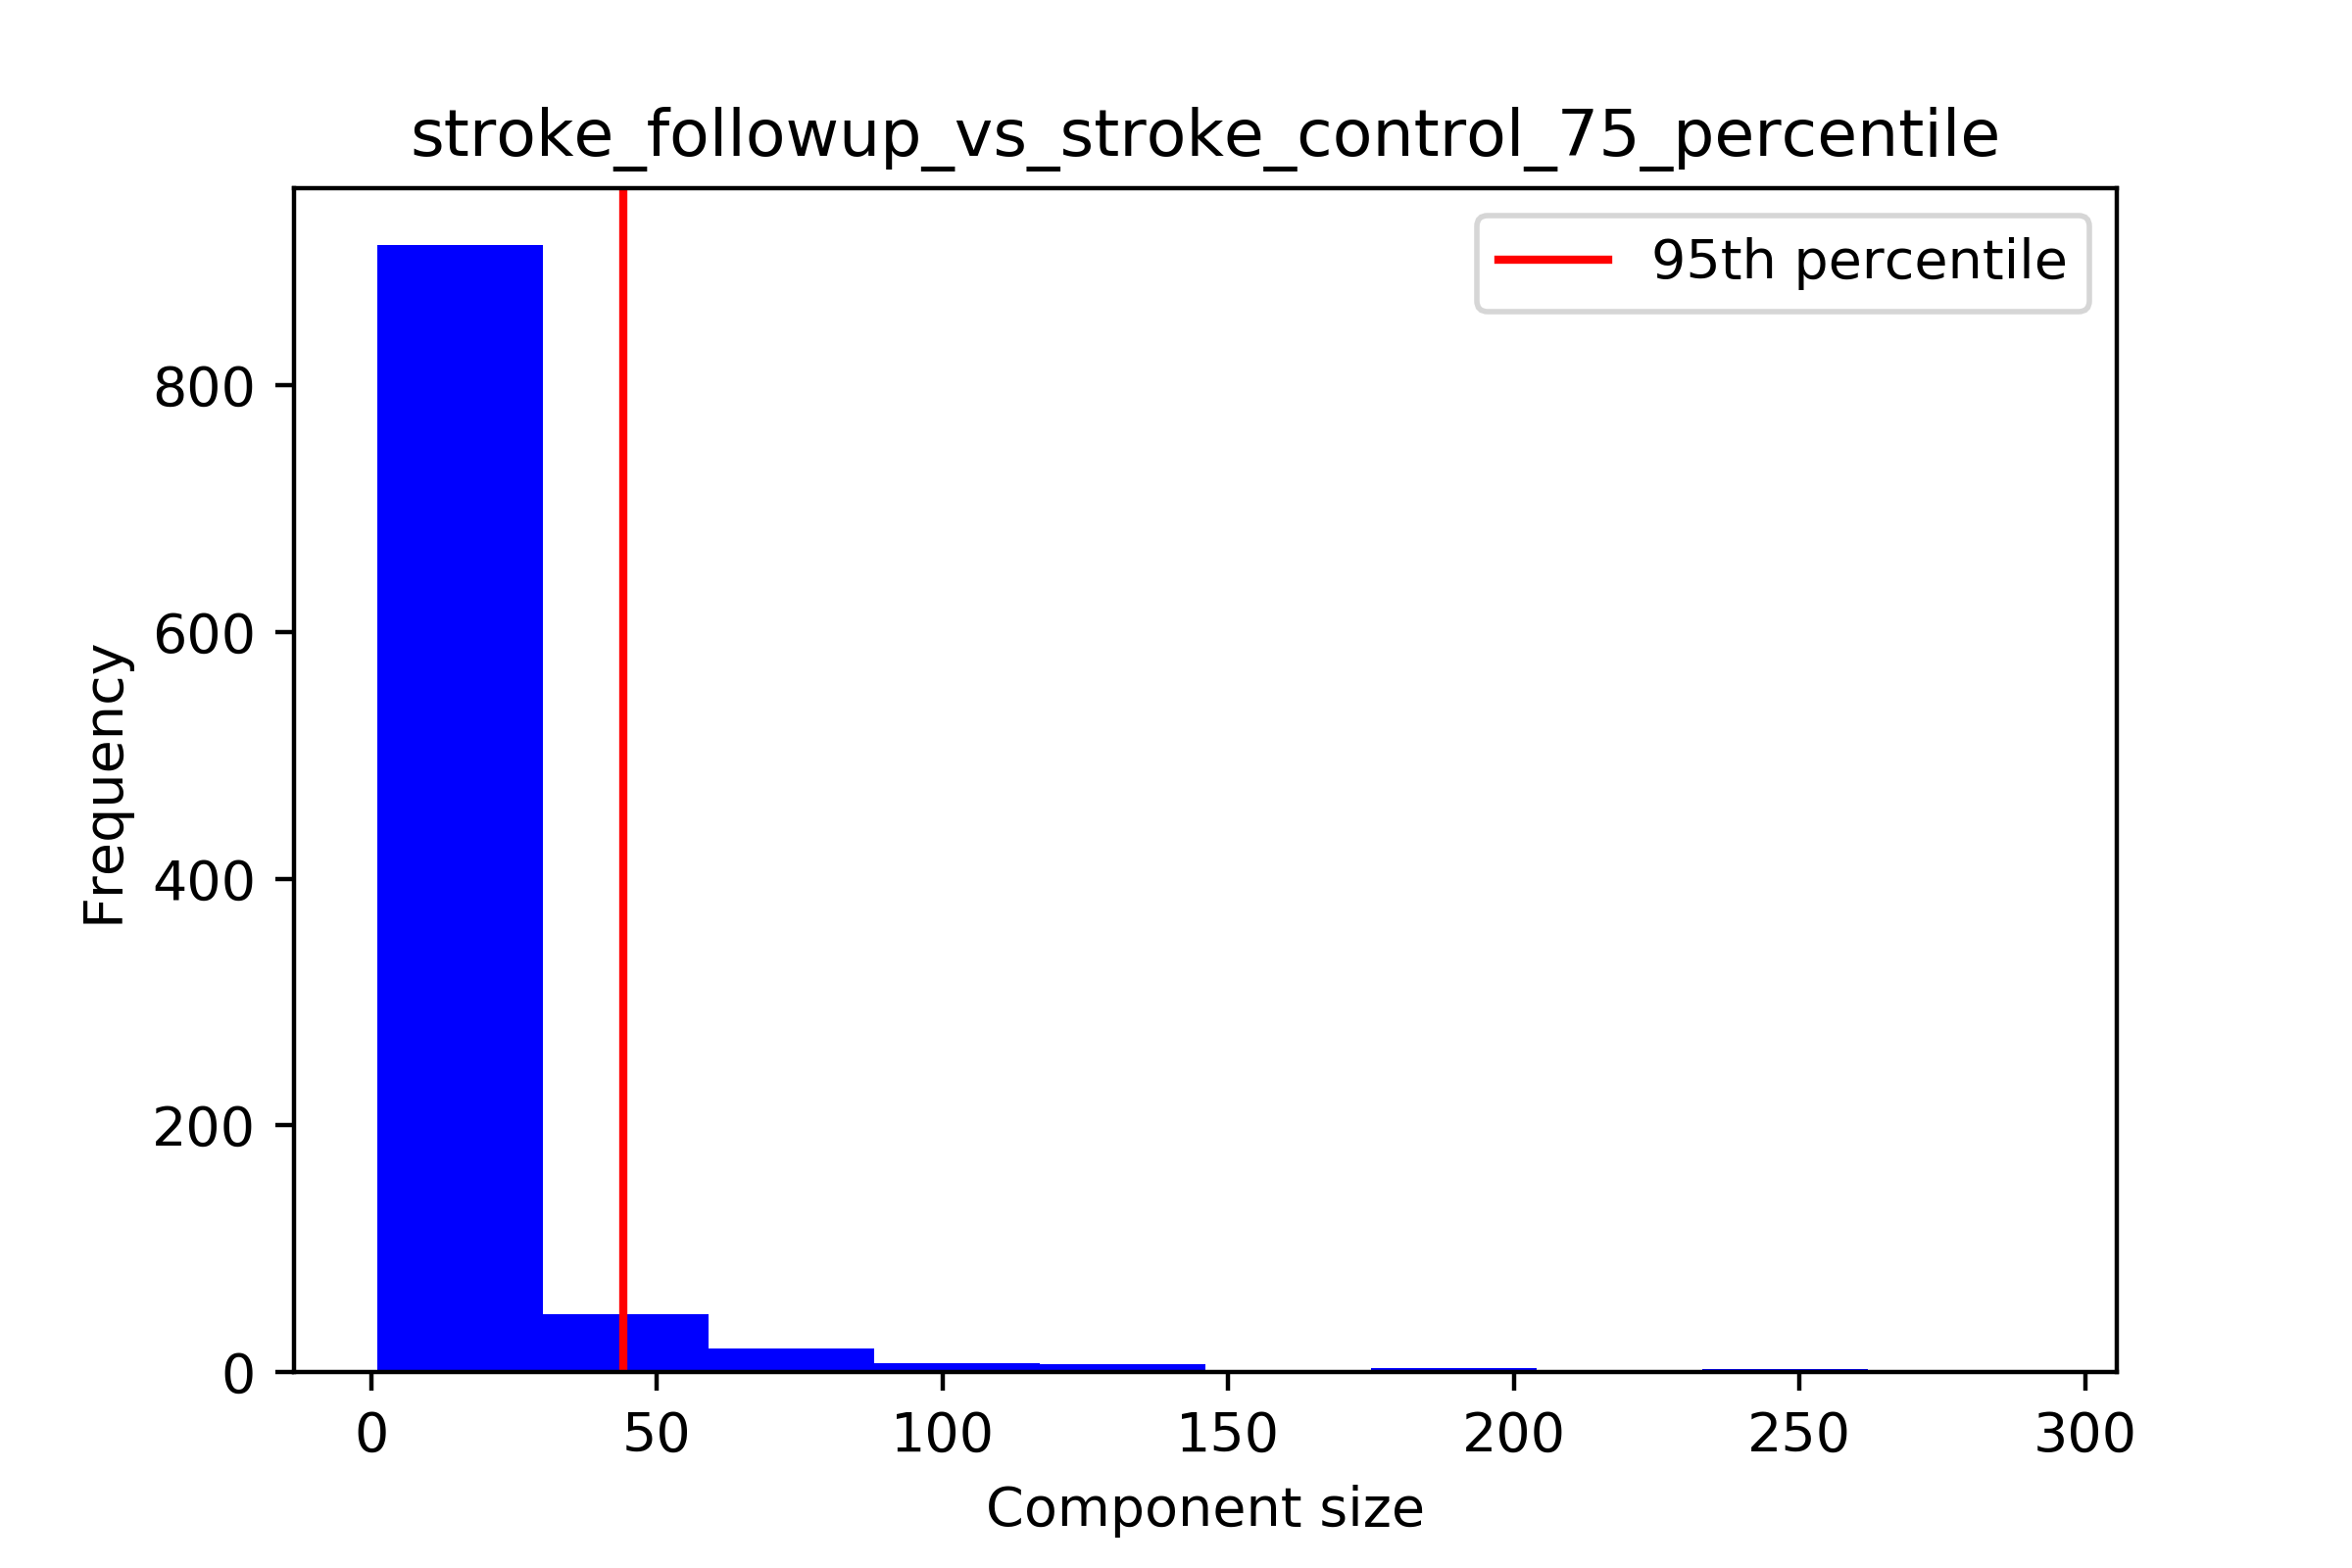 stroke_followup_vs_stroke_control_75_percentile
95th percentile
Frequency
800
600
400
200
0
0 50 100 150 200 250 300
Component size